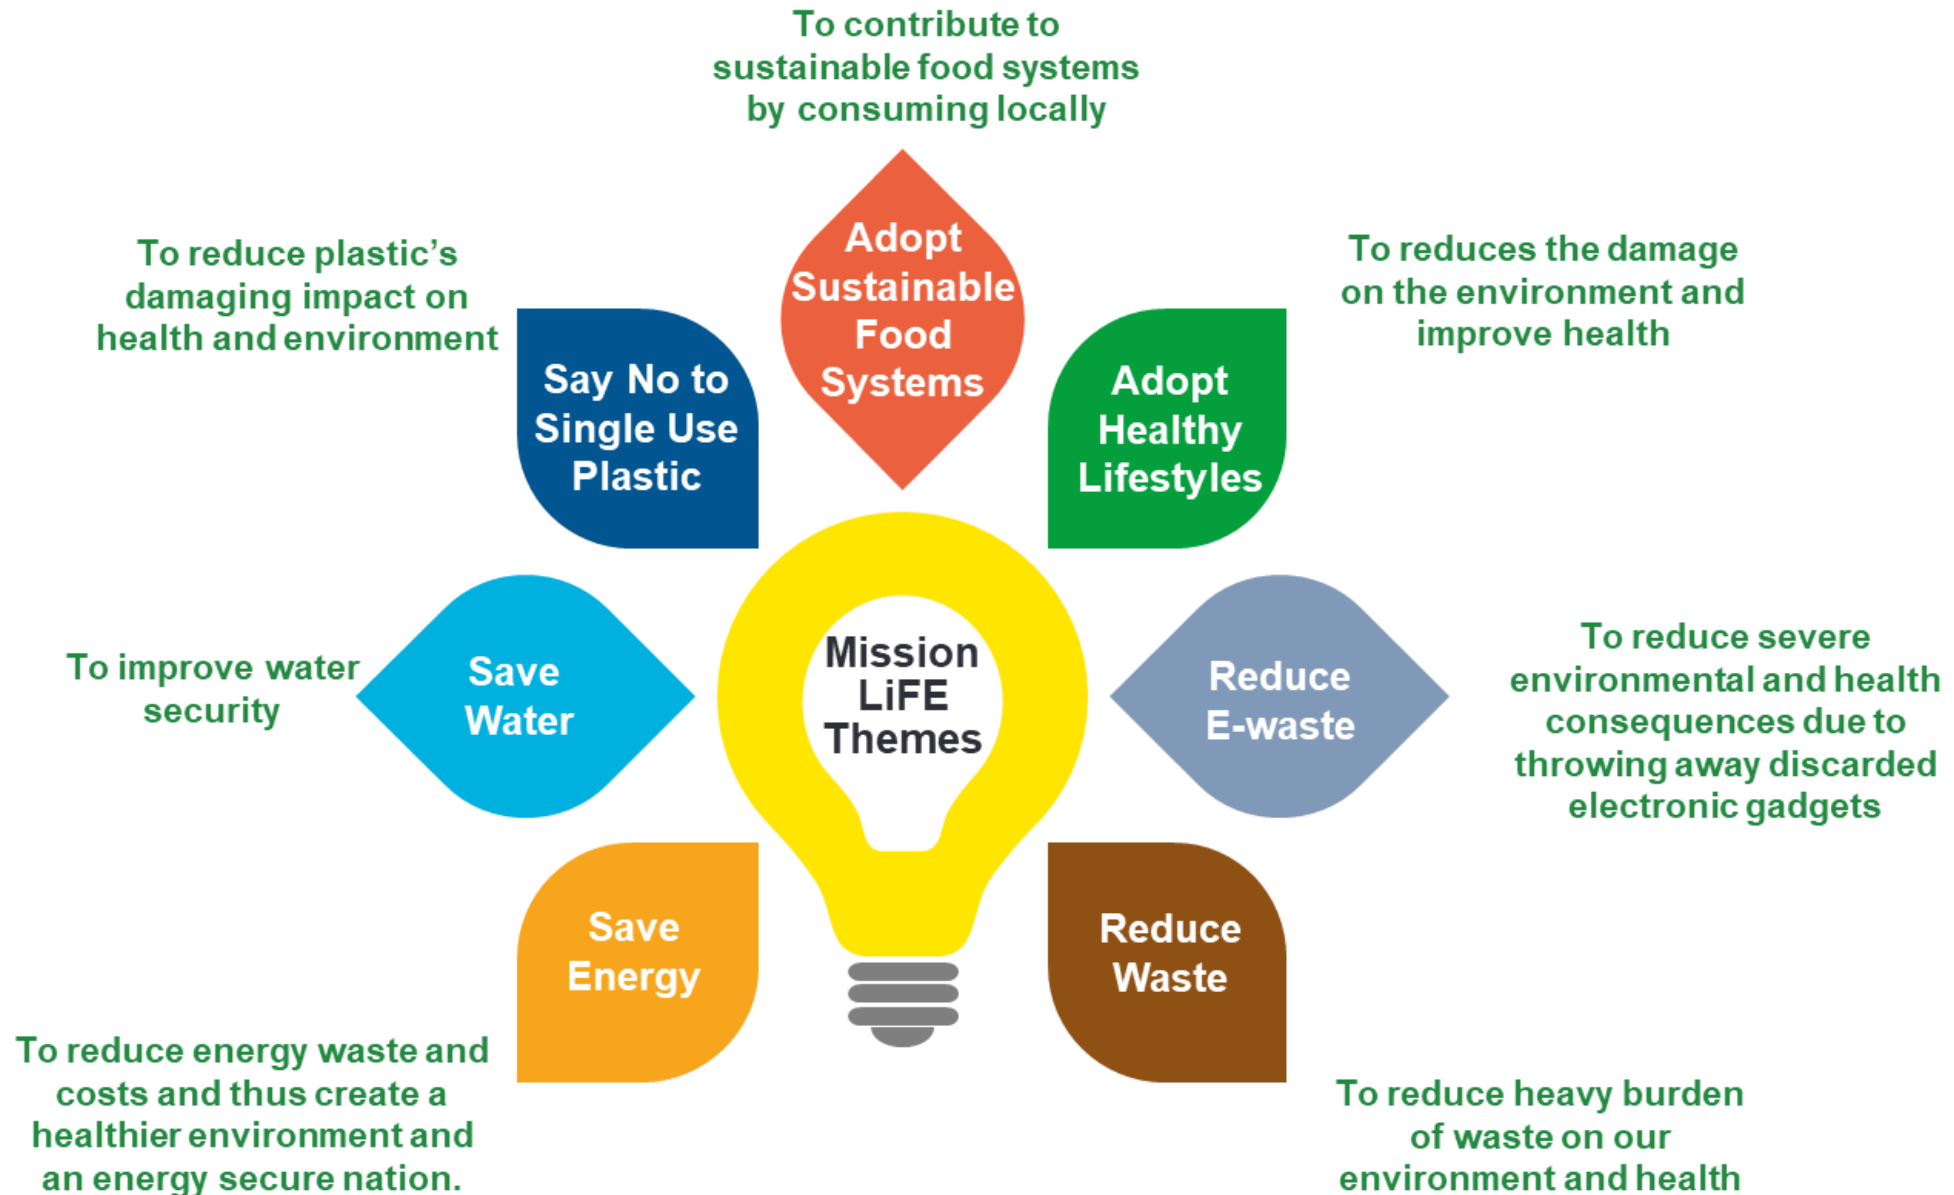 To contribute to
sustainable food systems
by consuming locally
Adopt
Sustainable
Food
Systems
To reduce plastic’s
damaging impact on
health and environment
Say No to
Single Use
Plastic
To reduces the damage
on the environment and
improve health
Adopt
Healthy
Lifestyles
To improve water
security
Save
Water
Mission
LiFE
Themes
Reduce
E-waste
To reduce severe
environmental and health
consequences due to
throwing away discarded
electronic gadgets
Save
Energy
To reduce energy waste and
costs and thus create a
healthier environment and
an energy secure nation.
Reduce
Waste
To reduce heavy burden
of waste on our
environment and health